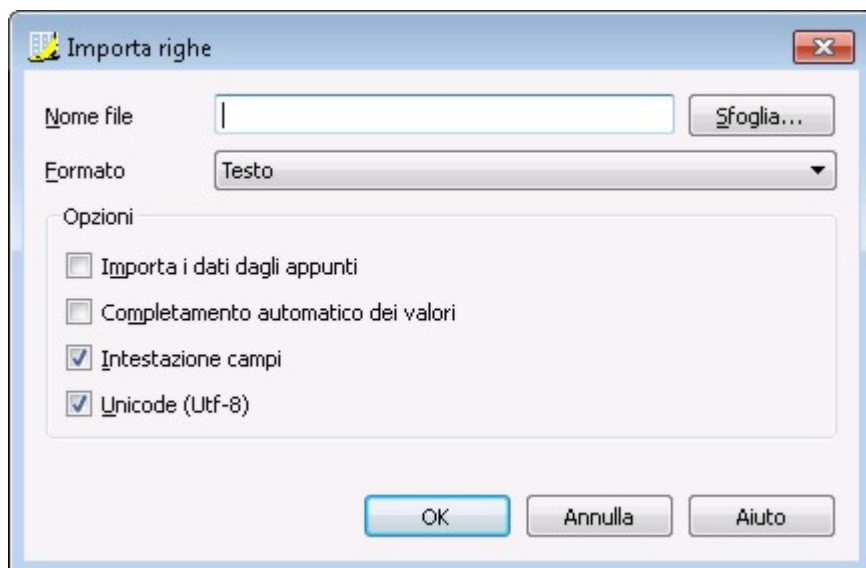 Importa righe
Nome file
Sfoglia...
Formato
Testo
Opzioni
Importa i dati dagli appunti
Completamento automatico dei valori
Intestazione campi
Unicode (Utf-8)
OK
Annulla
Aiuto